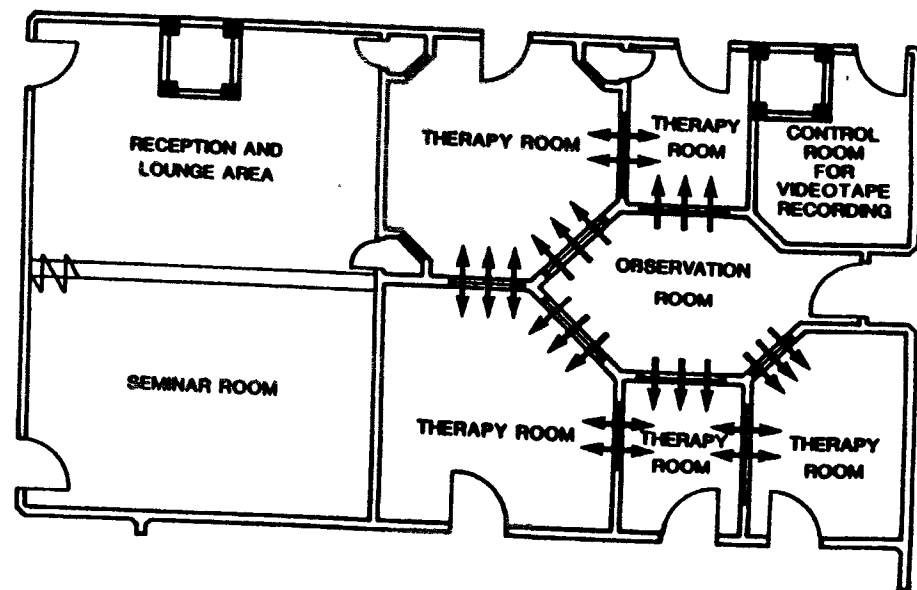 RECEPTION AND
LOUNGE AREA
THERAPY ROOM
THERAPY
ROOM
CONTROL
ROOM
FOR
VIDEOTAPE
RECORDING
OBSERVATION
ROOM
SEMINAR ROOM
THERAPY ROOM
THERAPY
ROOM
THERAPY
ROOM